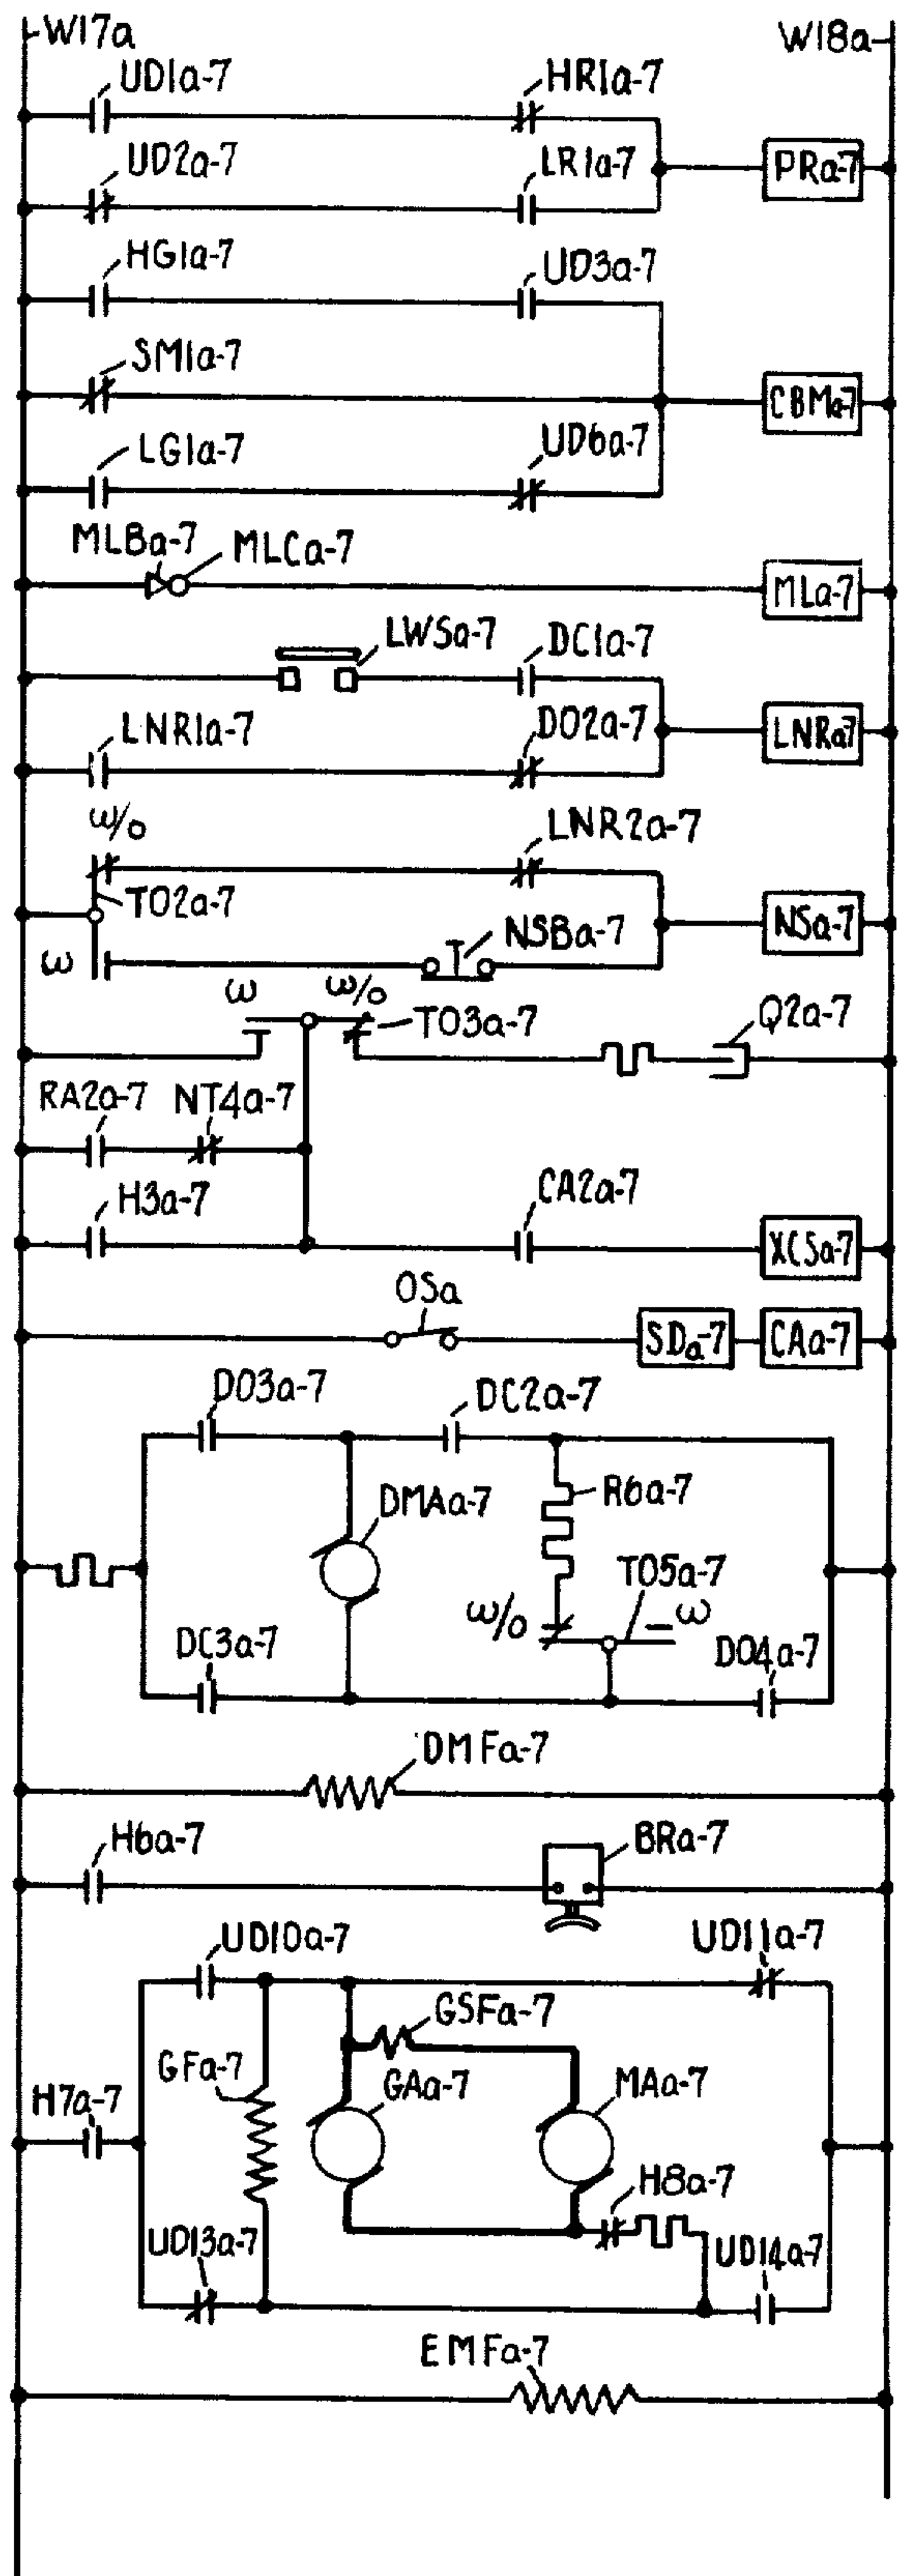 W17a W18a
UD1a-7 HR1a-7
UD2a-7 LR1a-7 PRa-7
HG1a-7 UD3a-7
SM1a-7 CBMa-7
LG1a-7 UD6a-7
MLBa-7 MLCa-7 MLa-7
LWSa-7 DC1a-7
LNR1a-7 DO2a-7 LNRa-7
ω/o LNR2a-7
TO2a-7 NSBa-7 NSa-7
ω
ω ω/o TO3a-7 Q2a-7
RA2a-7 NT4a-7
H3a-7 CA2a-7 XCSa-7
OSa SDa-7 CAa-7
DO3a-7 DC2a-7
DMAa-7 R6a-7
ω/o TO5a-7 ω
DC3a-7 DO4a-7
DMFa-7
H6a-7 BRa-7
UD10a-7 UD11a-7
GSFa-7
GFa-7 GAa-7 MAa-7
H7a-7 H8a-7
UD13a-7 UD14a-7
EMFa-7